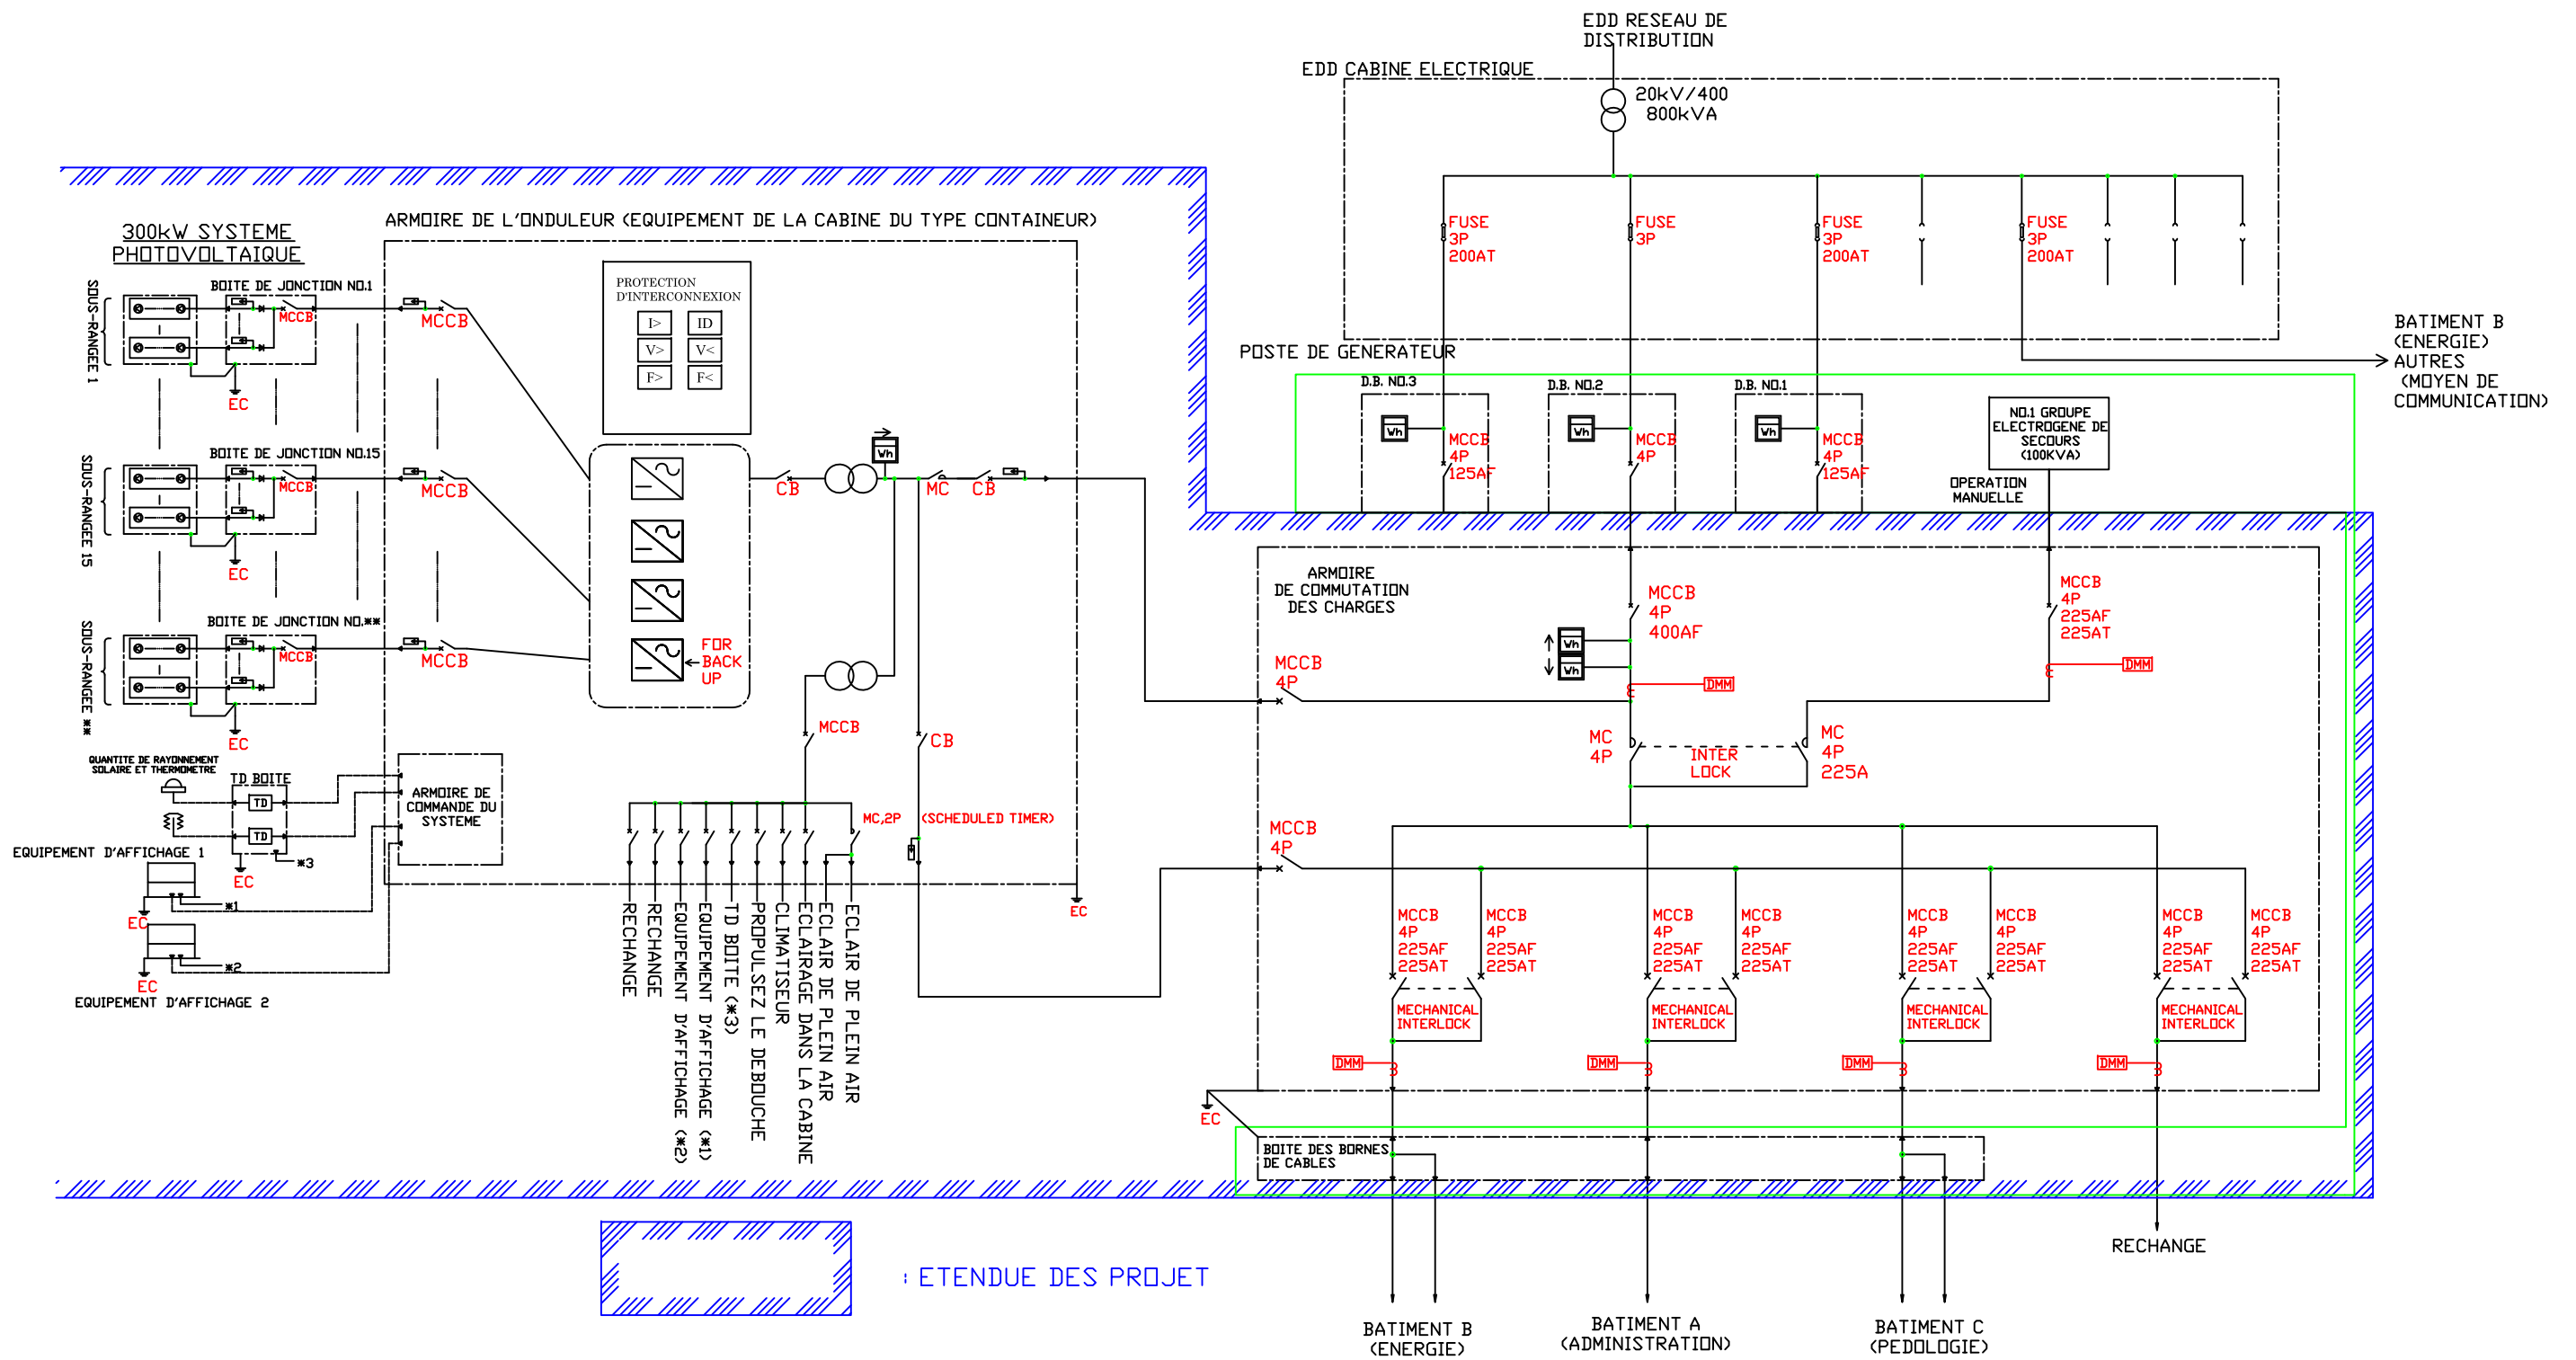 EDD RESEAU DE
DISTRIBUTION
EDD CABINE ELECTRIQUE
20kV/400
800kVA
FUSE
3P
200AT
FUSE
3P
FUSE
3P
200AT
FUSE
3P
200AT
BATIMENT B
(ENERGIE)
AUTRES
(MOYEN DE
COMMUNICATION)
POSTE DE GENERATEUR
D.B. NO.3
Wh
MCCB
4P
125AF
D.B. NO.2
Wh
MCCB
4P
D.B. NO.1
Wh
MCCB
4P
125AF
NO.1 GROUPE
ELECTROGENE DE
SECOURS
(100KVA)
OPERATION
MANUELLE
300kW SYSTEME
PHOTOVOLTAIQUE
ARMOIRE DE L'ONDULEUR (EQUIPEMENT DE LA CABINE DU TYPE CONTAINEUR)
SOUS-RANGEE 1
BOITE DE JONCTION NO.1
MCCB
MCCB
EC
SOUS-RANGEE 15
BOITE DE JONCTION NO.15
MCCB
MCCB
EC
SOUS-RANGEE **
BOITE DE JONCTION NO.**
MCCB
MCCB
EC
PROTECTION
D'INTERCONNEXION
I>
ID
V>
V<
F>
F<
FOR
BACK
UP
CB
Wh
MC
CB
MCCB
CB
MC,2P
(SCHEDULED TIMER)
QUANTITE DE RAYONNEMENT
SOLAIRE ET THERMOMETRE
TD BOITE
TD
TD
*3
EC
ARMOIRE DE
COMMANDE DU
SYSTEME
EQUIPEMENT D'AFFICHAGE 1
*1
EC
*2
EC
EQUIPEMENT D'AFFICHAGE 2
RECHANGE
RECHANGE
EQUIPEMENT D'AFFICHAGE (*2)
EQUIPEMENT D'AFFICHAGE (*1)
TD BOITE (*3)
PROPULSEZ LE DEBOUCHE
CLIMATISEUR
ECLAIRAGE DANS LA CABINE
ECLAIR DE PLEIN AIR
ECLAIR DE PLEIN AIR
EC
ARMOIRE
DE COMMUTATION
DES CHARGES
MCCB
4P
400AF
Wh
Wh
DMM
MCCB
4P
225AF
225AT
DMM
MCCB
4P
MC
4P
INTER
LOCK
MC
4P
225A
MCCB
4P
MCCB
4P
225AF
225AT
MCCB
4P
225AF
225AT
MCCB
4P
225AF
225AT
MCCB
4P
225AF
225AT
MCCB
4P
225AF
225AT
MCCB
4P
225AF
225AT
MCCB
4P
225AF
225AT
MCCB
4P
225AF
225AT
MECHANICAL
INTERLOCK
MECHANICAL
INTERLOCK
MECHANICAL
INTERLOCK
MECHANICAL
INTERLOCK
DMM
DMM
DMM
DMM
EC
BOITE DES BORNES
DE CABLES
RECHANGE
: ETENDUE DES PROJET
BATIMENT B
(ENERGIE)
BATIMENT A
(ADMINISTRATION)
BATIMENT C
(PEDOLOGIE)